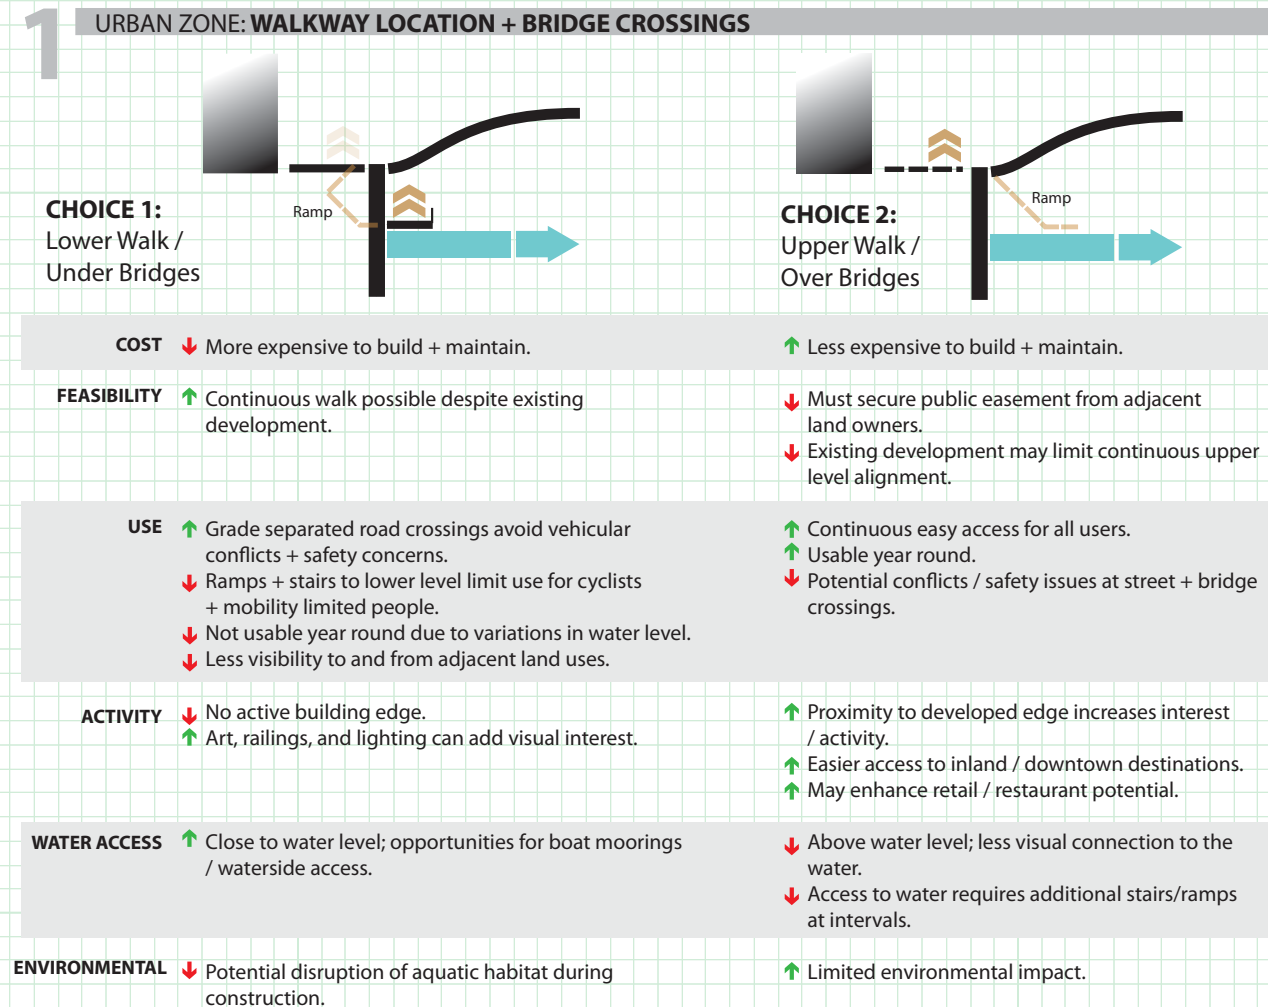 1
URBAN ZONE: WALKWAY LOCATION + BRIDGE CROSSINGS
CHOICE 1:
Lower Walk /
Under Bridges
Ramp
CHOICE 2:
Upper Walk /
Over Bridges
Ramp
COST
More expensive to build + maintain.
Less expensive to build + maintain.
FEASIBILITY
Continuous walk possible despite existing
development.
Must secure public easement from adjacent
land owners.
Existing development may limit continuous upper
level alignment.
USE
Grade separated road crossings avoid vehicular
conflicts + safety concerns.
Ramps + stairs to lower level limit use for cyclists
+ mobility limited people.
Not usable year round due to variations in water level.
Less visibility to and from adjacent land uses.
Continuous easy access for all users.
Usable year round.
Potential conflicts / safety issues at street + bridge
crossings.
ACTIVITY
No active building edge.
Art, railings, and lighting can add visual interest.
Proximity to developed edge increases interest
/ activity.
Easier access to inland / downtown destinations.
May enhance retail / restaurant potential.
WATER ACCESS
Close to water level; opportunities for boat moorings
/ waterside access.
Above water level; less visual connection to the
water.
Access to water requires additional stairs/ramps
at intervals.
ENVIRONMENTAL
Potential disruption of aquatic habitat during
construction.
Limited environmental impact.